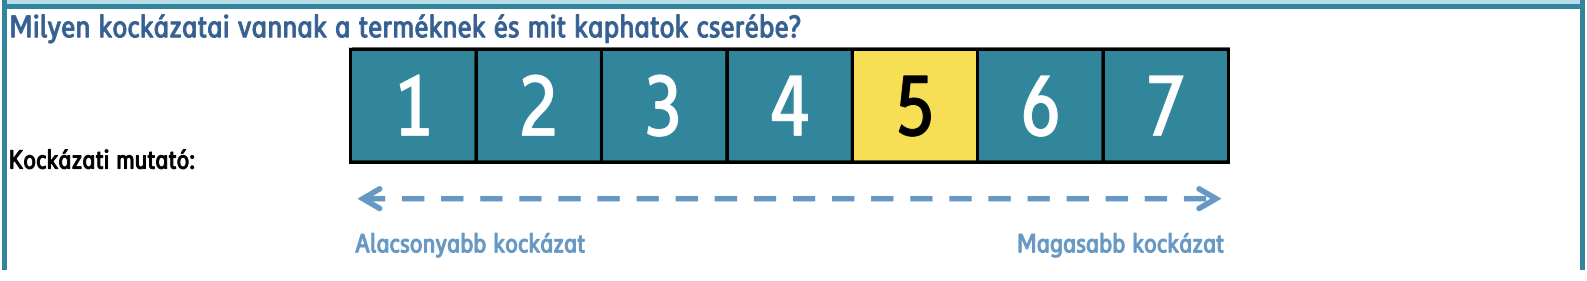 Milyen kockázatai vannak a terméknek és mit kaphatok cserébe?
1 2 3 4 5 6 7
Kockázati mutató:
Alacsonyabb kockázat Magasabb kockázat